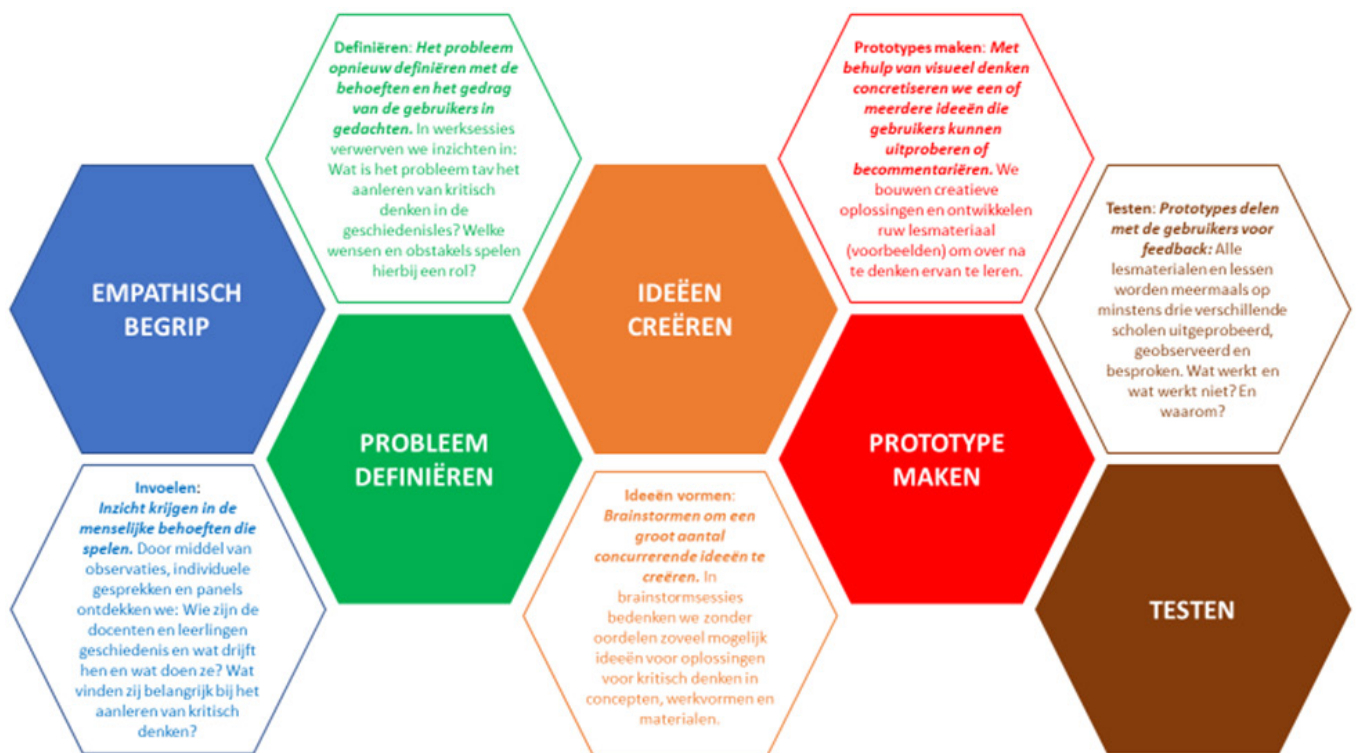 EMPATHISCH
BEGRIP
Invoelen:
Inzicht krijgen in de
menselijke behoeften die
spelen. Door middel van
observaties, individuele
gesprekken en panels
ontdekken we: Wie zijn de
docenten en leerlingen
geschiedenis en wat drijft
hen en wat doen ze? Wat
vinden zij belangrijk bij het
aanleren van kritisch
denken?
Definiëren: Het probleem
opnieuw definiëren met de
behoeften en het gedrag
van de gebruikers in
gedachten. In werksessies
verwerven we inzichten in:
Wat is het probleem tav het
aanleren van kritisch
denken in de
geschiedenisles? Welke
wensen en obstakels spelen
hierbij een rol?
PROBLEEM
DEFINIËREN
IDEËEN
CREËREN
Ideeën vormen:
Brainstormen om een
groot aantal
concurrerende ideeën te
creëren. In
brainstormsessies
bedenken we zonder
oordelen zoveel mogelijk
ideeën voor oplossingen
voor kritisch denken in
concepten, werkvormen en
materialen.
Prototypes maken: Met
behulp van visueel denken
concretiseren we een of
meerdere ideeën die
gebruikers kunnen
uitproberen of
becommentariëren. We
bouwen creatieve
oplossingen en ontwikkelen
ruw lesmateriaal
(voorbeelden) om over na
te denken ervan te leren.
PROTOTYPE
MAKEN
Testen: Prototypes delen
met de gebruikers voor
feedback: Alle
lesmaterialen en lessen
worden meermaals op
minstens drie verschillende
scholen uitgeprobeerd,
geobserveerd en
besproken. Wat werkt en
wat werkt niet? En
waarom?
TESTEN